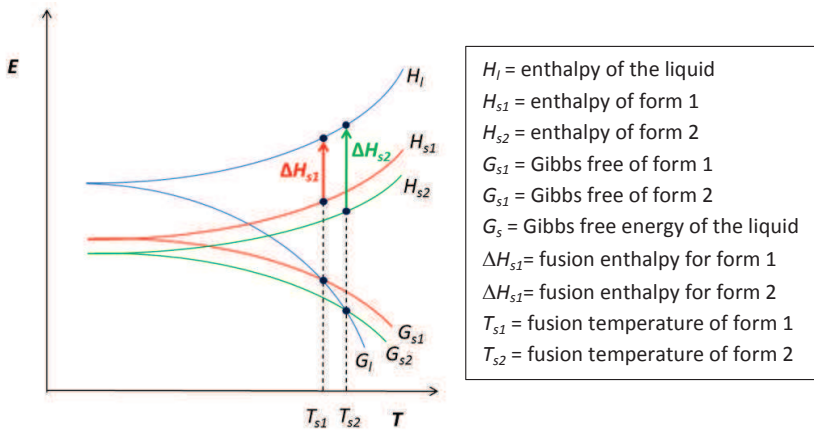 E
H_l
H_s1
H_s2
ΔH_s1
ΔH_s2
G_s1
G_s2
G_l
T_s1 T_s2 T
H_l = enthalpy of the liquid
H_s1 = enthalpy of form 1
H_s2 = enthalpy of form 2
G_s1 = Gibbs free of form 1
G_s1 = Gibbs free of form 2
G_s = Gibbs free energy of the liquid
ΔH_s1= fusion enthalpy for form 1
ΔH_s1= fusion enthalpy for form 2
T_s1 = fusion temperature of form 1
T_s2 = fusion temperature of form 2